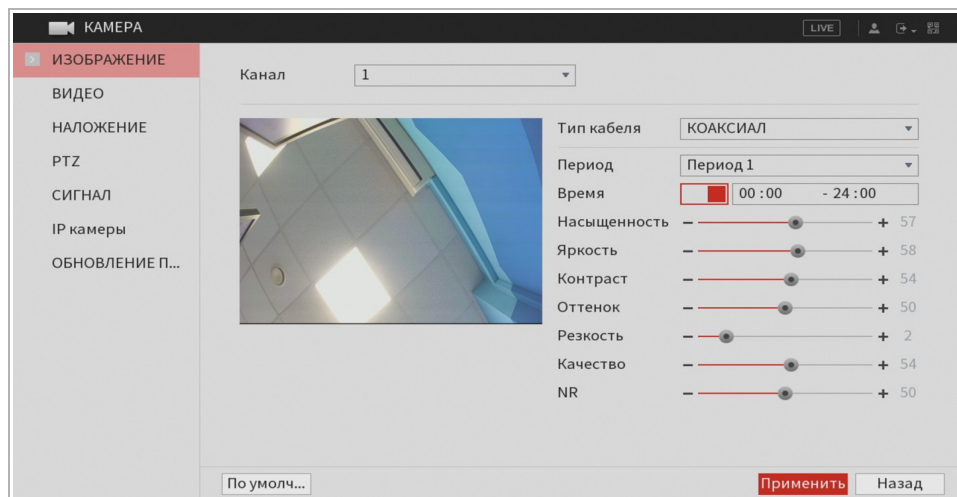 КАМЕРА
LIVE
ИЗОБРАЖЕНИЕ
ВИДЕО
НАЛОЖЕНИЕ
PTZ
СИГНАЛ
IP камеры
ОБНОВЛЕНИЕ П...
Канал 1
Тип кабеля КОАКСИАЛ
Период Период 1
Время 00 : 00 - 24 : 00
Насыщенность 57
Яркость 58
Контраст 54
Оттенок 50
Резкость 2
Качество 54
NR 50
По умолч... Применить Назад